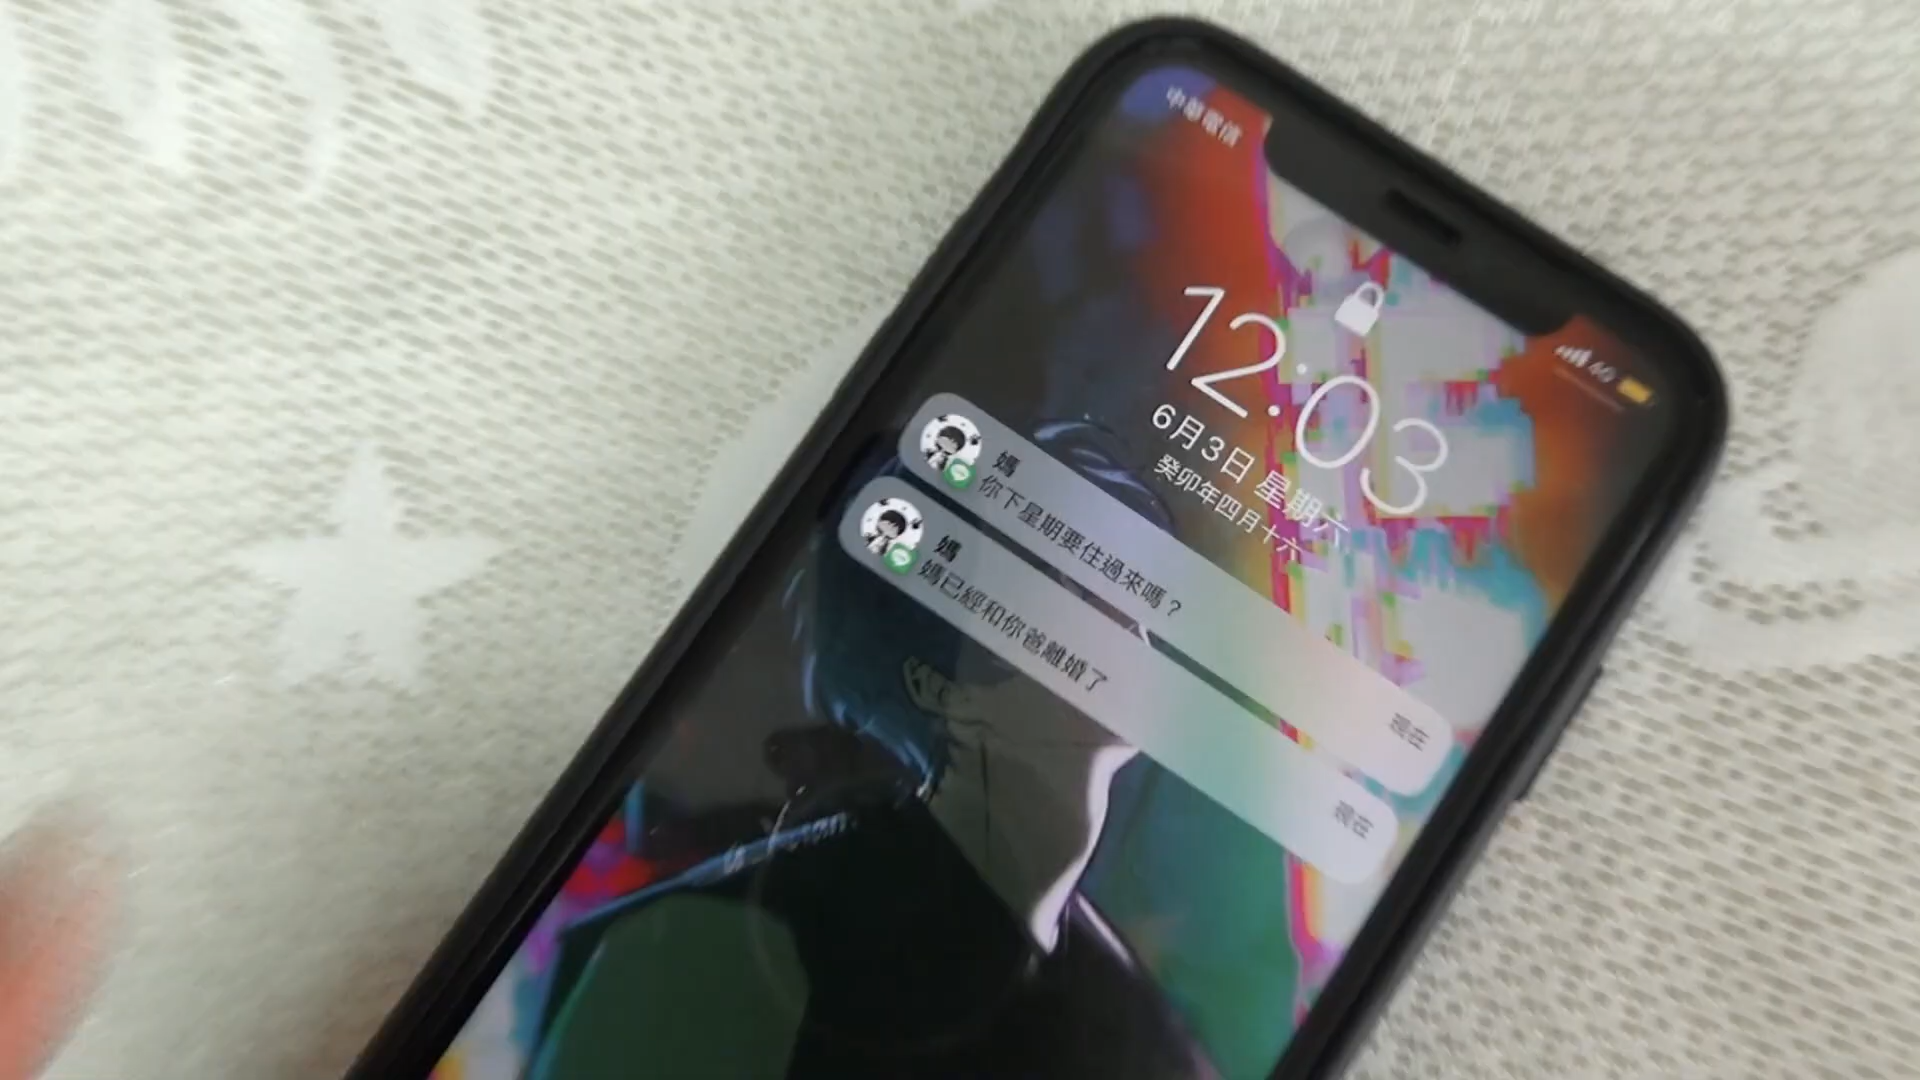 中華電信
4G
12:03
6月3日 星期六
癸卯年四月十六
媽
你下星期要住過來嗎？
現在
媽
媽已經和你爸離婚了
現在